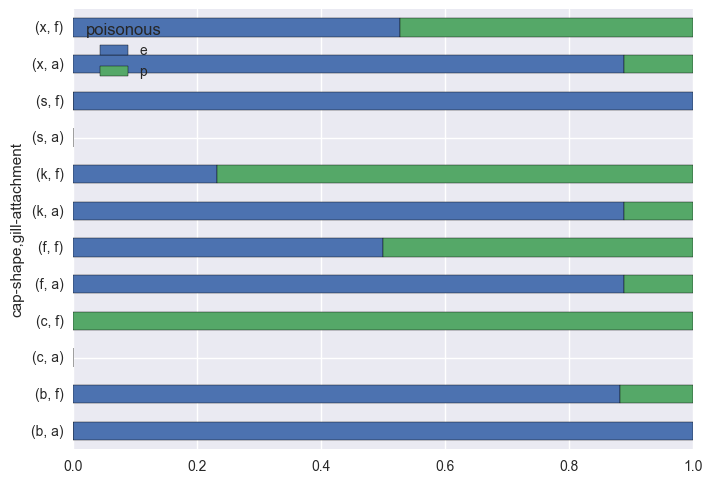 (x, f)
poisonous
e
(x, a)
p
(s, f)
(s, a)
(k, f)
(k, a)
(f, f)
(f, a)
(c, f)
(c, a)
(b, f)
(b, a)
cap-shape,gill-attachment
0.0 0.2 0.4 0.6 0.8 1.0